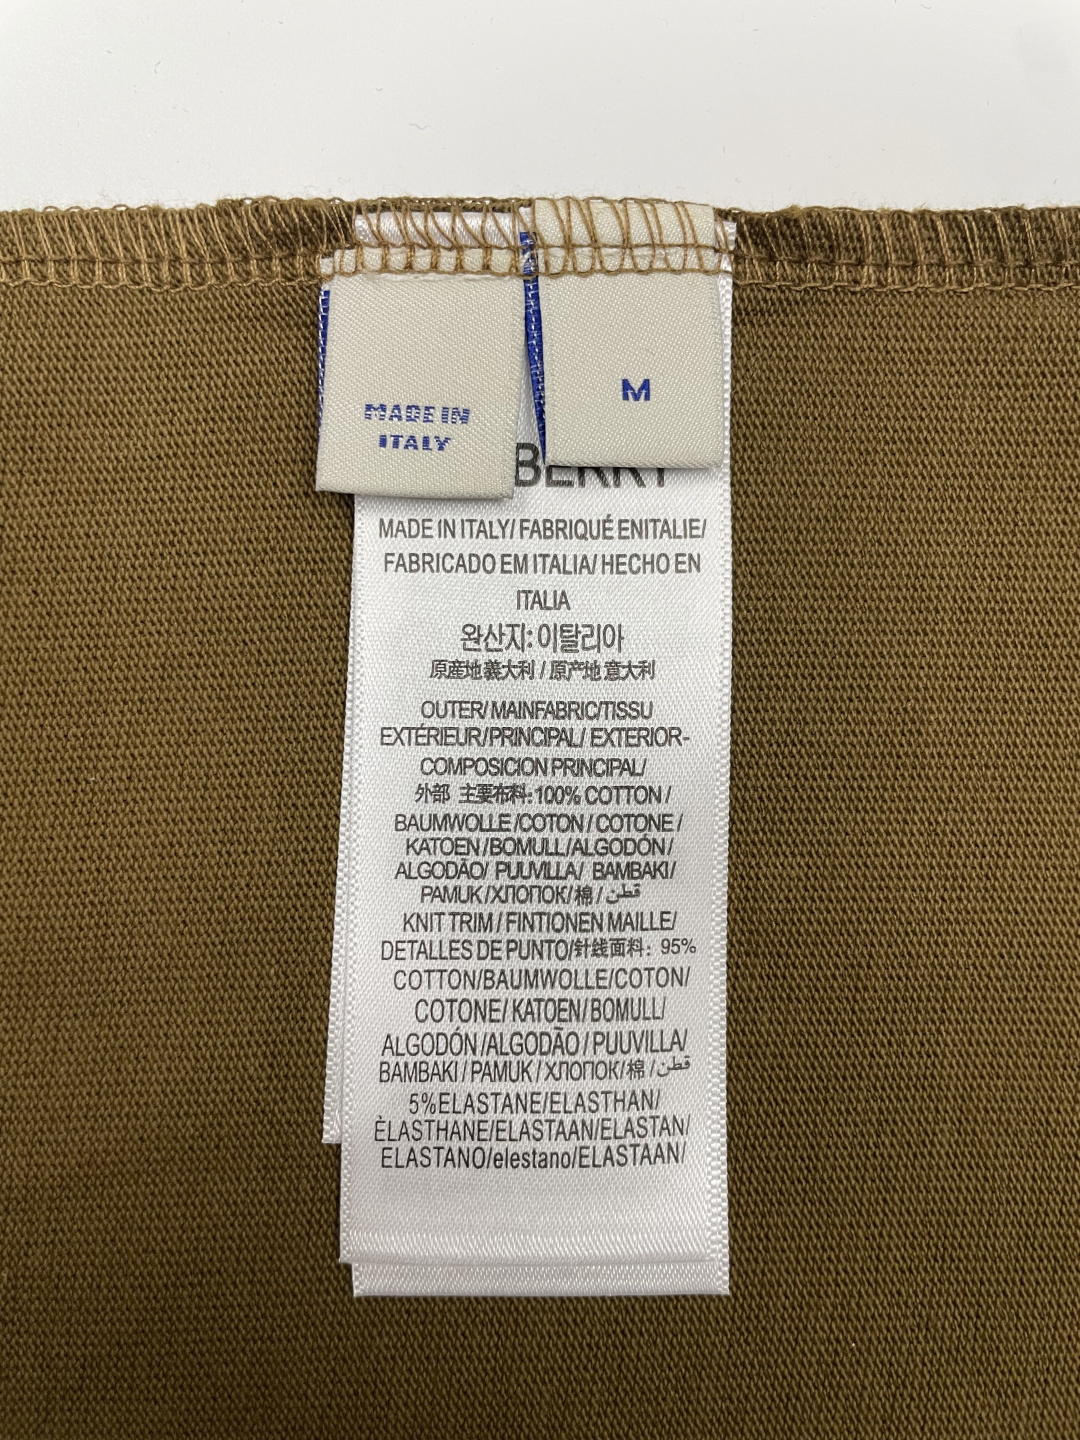 MADE IN
ITALY
M
BERRY
MADE IN ITALY/ FABRIQUÉ ENITALIE/
FABRICADO EM ITALIA/ HECHO EN
ITALIA
완산지: 이탈리아
原産地義大利 / 原产地 意大利
OUTER/ MAINFABRIC/TISSU
EXTÉRIEUR/PRINCIPAL/ EXTERIOR-
COMPOSICION PRINCIPAL/
外部 主要布料: 100% COTTON /
BAUMWOLLE /COTON / COTONE /
KATOEN /BOMULL/ALGODÓN/
ALGODÃO/ PUUVILLA/ BAMBAKI/
PAMUK /ХЛОПОК/ 棉 / قطن
KNIT TRIM / FINTIONEN MAILLE/
DETALLES DE PUNTO/针线面料: 95%
COTTON/BAUMWOLLE/COTON/
COTONE/ KATOEN/BOMULL/
ALGODÓN /ALGODÃO / PUUVILLA/
BAMBAKI / PAMUK / ХЛОПОК/ 棉 / قطن
5%ELASTANE/ELASTHAN/
ÈLASTHANE/ELASTAAN/ELASTAN/
ELASTANO/elestano/ELASTAAN/